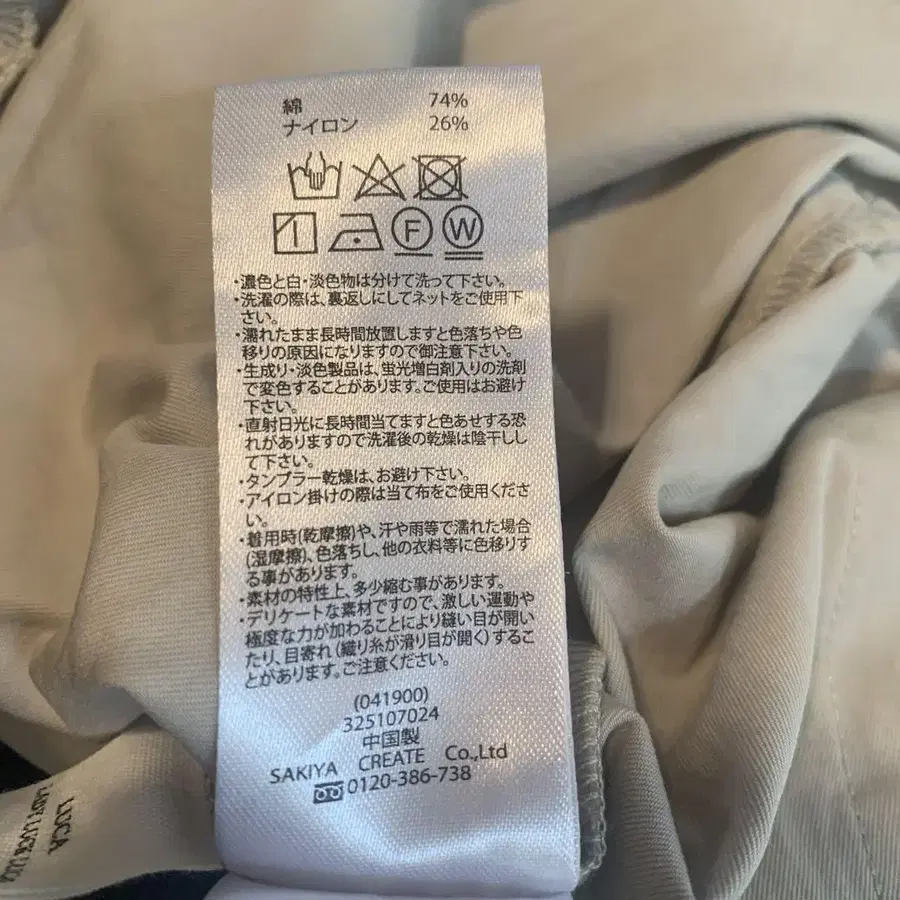 綿 74%
ナイロン 26%
F W
・濃色と白・淡色物は分けて洗って下さい。
・洗濯の際は、裏返しにしてネットをご使用下
さい。
・濡れたまま長時間放置しますと色落ちや色
移りの原因になりますので御注意下さい。
・生成り・淡色製品は、蛍光増白剤入りの洗剤
で変色することがあります。ご使用はお避け
下さい。
・直射日光に長時間当てますと色あせする恐
れがありますので洗濯後の乾燥は陰干しし
て下さい。
・タンブラー乾燥は、お避け下さい。
・アイロン掛けの際は当て布をご使用くださ
い。
・着用時(乾摩擦)や、汗や雨等で濡れた場合
(湿摩擦)、色落ちし、他の衣料等に色移りす
る事があります。
・素材の特性上、多少縮む事があります。
・デリケートな素材ですので、激しい運動や
極度な力が加わることにより縫い目が開い
たり、目寄れ(織り糸が滑り目が開く)するこ
とがあります。ご注意ください。
(041900)
325107024
中国製
SAKIYA CREATE Co.,Ltd
0120-386-738
LUCA
LADY LUCK LUCA